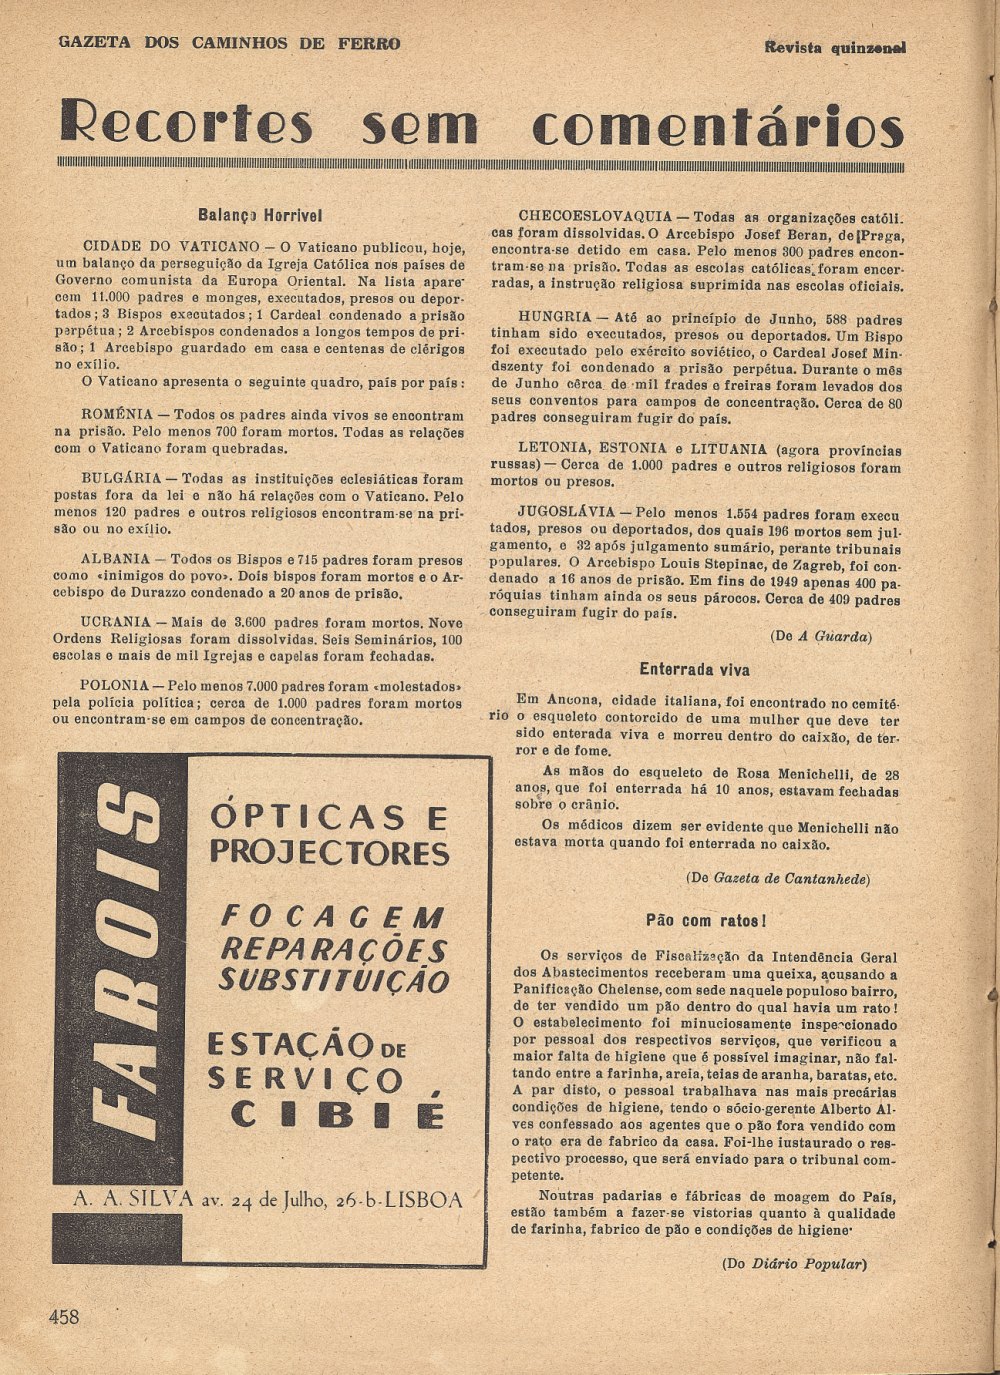 GAZETA DOS CAMINHOS DE FERRO
Revista quinzenal
Recortes sem comentários
Balanço Horrivel
CIDADE DO VATICANO — O Vaticano publicou, hoje,
um balanço da perseguição da Igreja Católica nos países de
Governo comunista da Europa Oriental. Na lista apare-
cem 11.000 padres e monges, executados, presos ou depor-
tados; 3 Bispos executados; 1 Cardeal condenado a prisão
perpétua; 2 Arcebispos condenados a longos tempos de pri-
são; 1 Arcebispo guardado em casa e centenas de clérigos
no exílio.
O Vaticano apresenta o seguinte quadro, país por país:
ROMÉNIA — Todos os padres ainda vivos se encontram
na prisão. Pelo menos 700 foram mortos. Todas as relações
com o Vaticano foram quebradas.
BULGÁRIA — Todas as instituições eclesiáticas foram
postas fora da lei e não há relações com o Vaticano. Pelo
menos 120 padres e outros religiosos encontram-se na pri-
são ou no exílio.
ALBANIA — Todos os Bispos e 715 padres foram presos
como «inimigos do povo». Dois bispos foram mortos e o Ar-
cebispo de Durazzo condenado a 20 anos de prisão.
UCRANIA — Mais de 3.600 padres foram mortos. Nove
Ordens Religiosas foram dissolvidas. Seis Seminários, 100
escolas e mais de mil Igrejas e capelas foram fechadas.
POLONIA — Pelo menos 7.000 padres foram «molestados»
pela polícia política; cerca de 1.000 padres foram mortos
ou encontram-se em campos de concentração.
FAROIS
ÓPTICAS E
PROJECTORES
FOCAGEM
REPARAÇÕES
SUBSTITUIÇÃO
ESTAÇÃO DE
SERVIÇO
CIBIÉ
A. A. SILVA av. 24 de Julho, 26-b-LISBOA
CHECOESLOVAQUIA — Todas as organizações católi.
cas foram dissolvidas. O Arcebispo Josef Beran, de[Praga,
encontra-se detido em casa. Pelo menos 300 padres encon-
tram-se na prisão. Todas as escolas católicas foram encer-
radas, a instrução religiosa suprimida nas escolas oficiais.
HUNGRIA — Até ao princípio de Junho, 588 padres
tinham sido executados, presos ou deportados. Um Bispo
foi executado pelo exército soviético, o Cardeal Josef Min-
dszenty foi condenado a prisão perpétua. Durante o mês
de Junho cêrca de mil frades e freiras foram levados dos
seus conventos para campos de concentração. Cerca de 80
padres conseguiram fugir do país.
LETONIA, ESTONIA e LITUANIA (agora províncias
russas) — Cerca de 1.000 padres e outros religiosos foram
mortos ou presos.
JUGOSLÁVIA — Pelo menos 1.554 padres foram execu
tados, presos ou deportados, dos quais 196 mortos sem jul-
gamento, e 32 após julgamento sumário, perante tribunais
populares. O Arcebispo Louis Stepinac, de Zagreb, foi con-
denado a 16 anos de prisão. Em fins de 1949 apenas 400 pa-
róquias tinham ainda os seus párocos. Cerca de 409 padres
conseguiram fugir do país.
(De A Guarda)
Enterrada viva
Em Ancona, cidade italiana, foi encontrado no cemité-
rio o esqueleto contorcido de uma mulher que deve ter
sido enterada viva e morreu dentro do caixão, de ter-
ror e de fome.
As mãos do esqueleto de Rosa Menichelli, de 28
anos, que foi enterrada há 10 anos, estavam fechadas
sobre o crânio.
Os médicos dizem ser evidente que Menichelli não
estava morta quando foi enterrada no caixão.
(De Gazeta de Cantanhede)
Pão com ratos!
Os serviços de Fiscalização da Intendência Geral
dos Abastecimentos receberam uma queixa, acusando a
Panificação Chelense, com sede naquele populoso bairro,
de ter vendido um pão dentro do qual havia um rato!
O estabelecimento foi minuciosamente inspeccionado
por pessoal dos respectivos serviços, que verificou a
maior falta de higiene que é possível imaginar, não fal-
tando entre a farinha, areia, teias de aranha, baratas, etc.
A par disto, o pessoal trabalhava nas mais precárias
condições de higiene, tendo o sócio-gerente Alberto Al-
ves confessado aos agentes que o pão fora vendido com
o rato era de fabrico da casa. Foi-lhe iustaurado o res-
pectivo processo, que será enviado para o tribunal com-
petente.
Noutras padarias e fábricas de moagem do País,
estão também a fazer-se vistorias quanto à qualidade
de farinha, fabrico de pão e condições de higiene·
(Do Diário Popular)
458